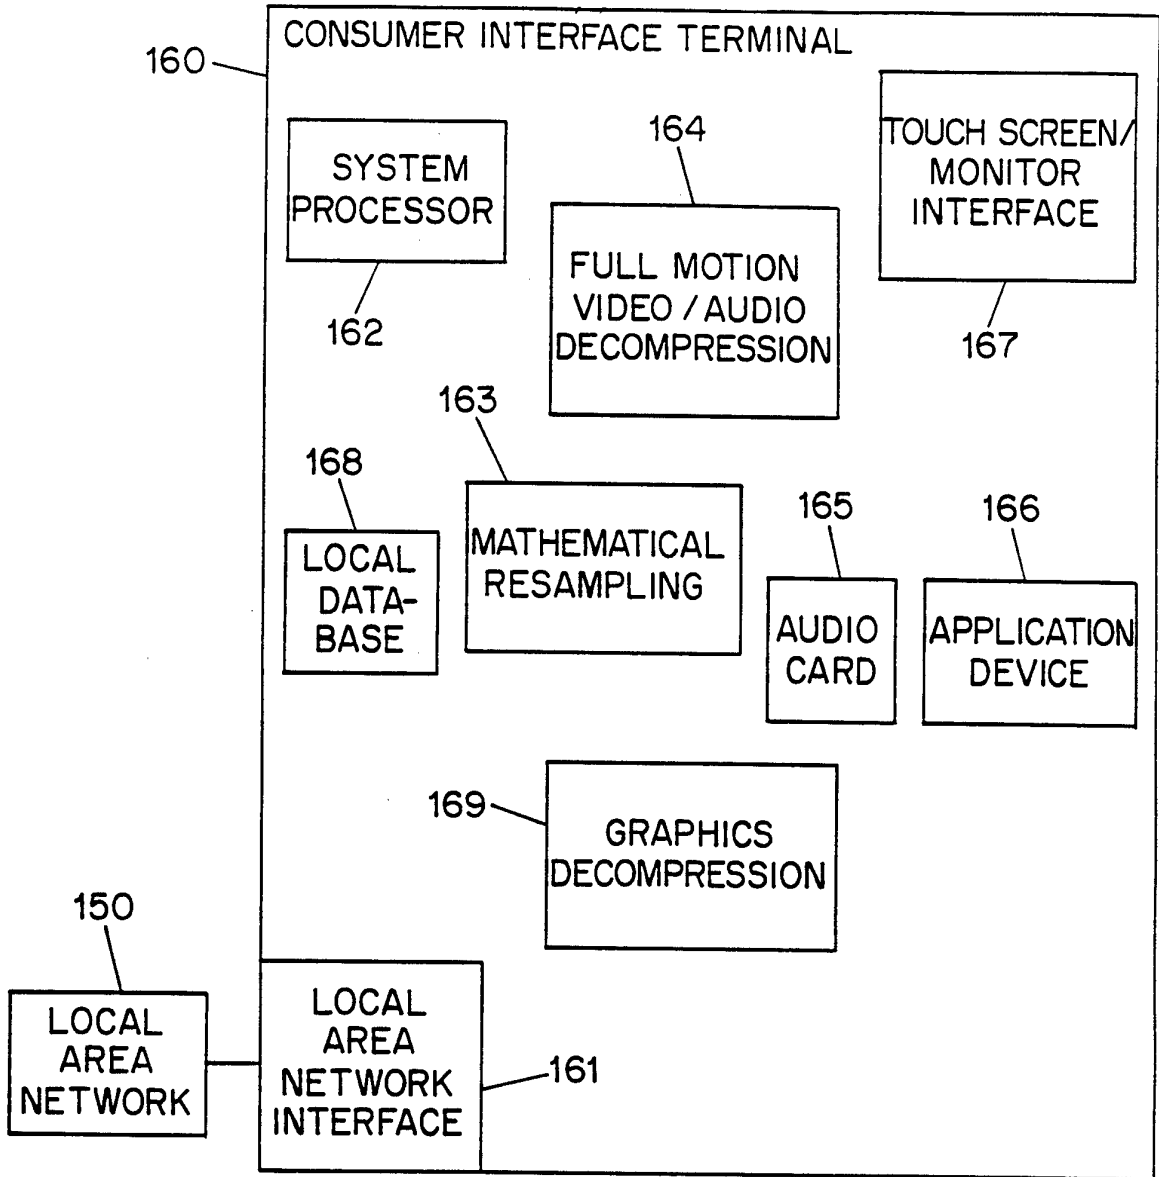 CONSUMER INTERFACE TERMINAL
160
SYSTEM
PROCESSOR
162
164
FULL MOTION
VIDEO / AUDIO
DECOMPRESSION
TOUCH SCREEN/
MONITOR
INTERFACE
167
163
MATHEMATICAL
RESAMPLING
168
LOCAL
DATA-
BASE
165
AUDIO
CARD
166
APPLICATION
DEVICE
169
GRAPHICS
DECOMPRESSION
150
LOCAL
AREA
NETWORK
LOCAL
AREA
NETWORK
INTERFACE
161